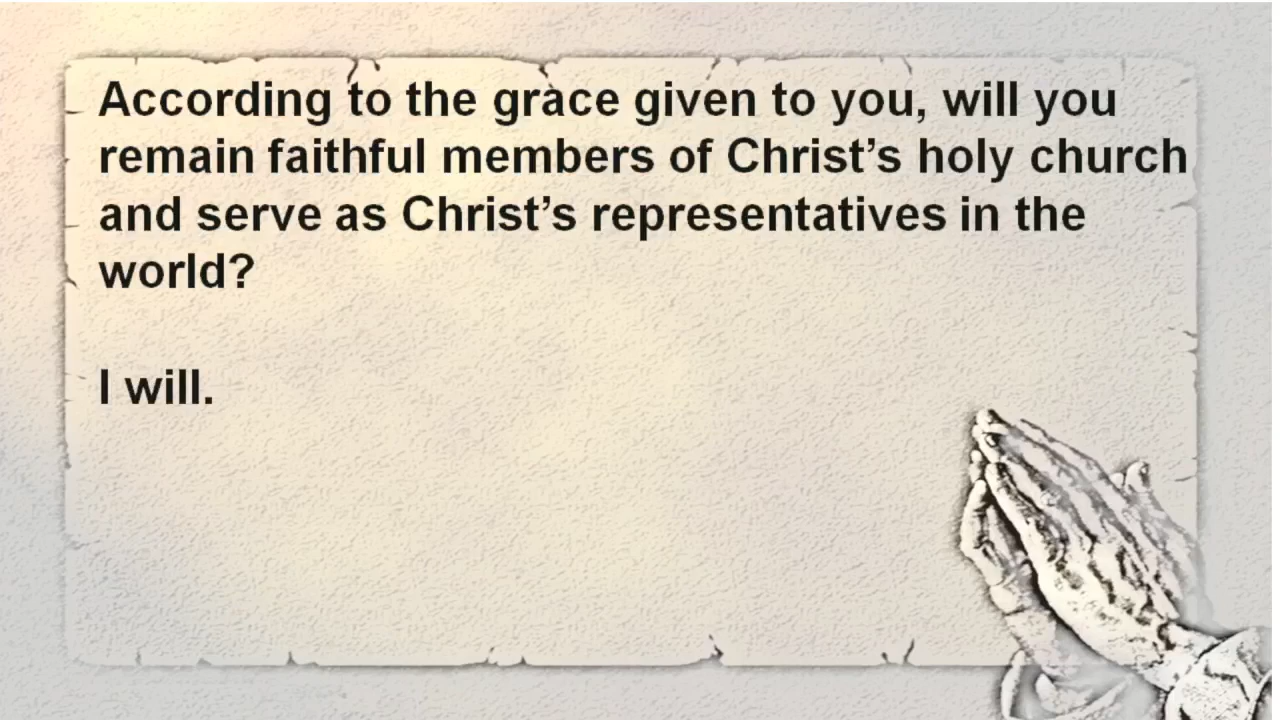 According to the grace given to you, will you
remain faithful members of Christ’s holy church
and serve as Christ’s representatives in the
world?
I will.